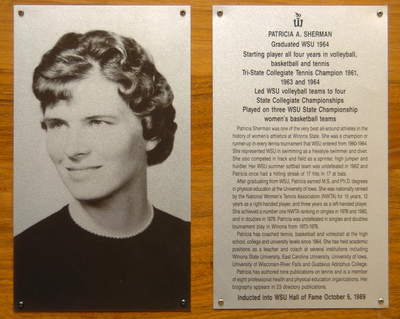 W
PATRICIA A. SHERMAN
Graduated WSU 1964
Starting player all four years in volleyball,
basketball and tennis
Tri-State Collegiate Tennis Champion 1961,
1963 and 1964
Led WSU volleyball teams to four
State Collegiate Championships
Played on three WSU State Championship
women's basketball teams
Patricia Sherman was one of the very best all-around athletes in the
history of women's athletics at Winona State. She was a champion or
runner-up in every tennis tournament that WSU entered from 1960-1964.
She represented WSU in swimming as a freestyle swimmer and diver.
She also competed in track and field as a sprinter, high jumper and
hurdler. Her WSU summer softball team was undefeated in 1962 and
Patricia once had a hitting streak of 17 hits in 17 at bats.
After graduating from WSU, Patricia earned M.S. and Ph.D. degrees
in physical education at the University of Iowa. She was nationally ranked
by the National Women's Tennis Association (NWTA) for 15 years, 12
years as a right-handed player, and three years as a left-handed player.
She achieved a number one NWTA ranking in singles in 1978 and 1980,
and in doubles in 1978. Patricia was undefeated in singles and doubles
tournament play in Winona from 1973-1978.
Patricia has coached tennis, basketball and volleyball at the high
school, college and university levels since 1964. She has held academic
positions as a teacher and coach at several institutions including
Winona State University, East Carolina University, University of Iowa,
University of Wisconsin-River Falls and Gustavus Adolphus College.
Patricia has authored nine publications on tennis and is a member
of eight professional health and physical education organizations. Her
biography appears in 23 directory publications.
Inducted into WSU Hall of Fame October 6, 1989